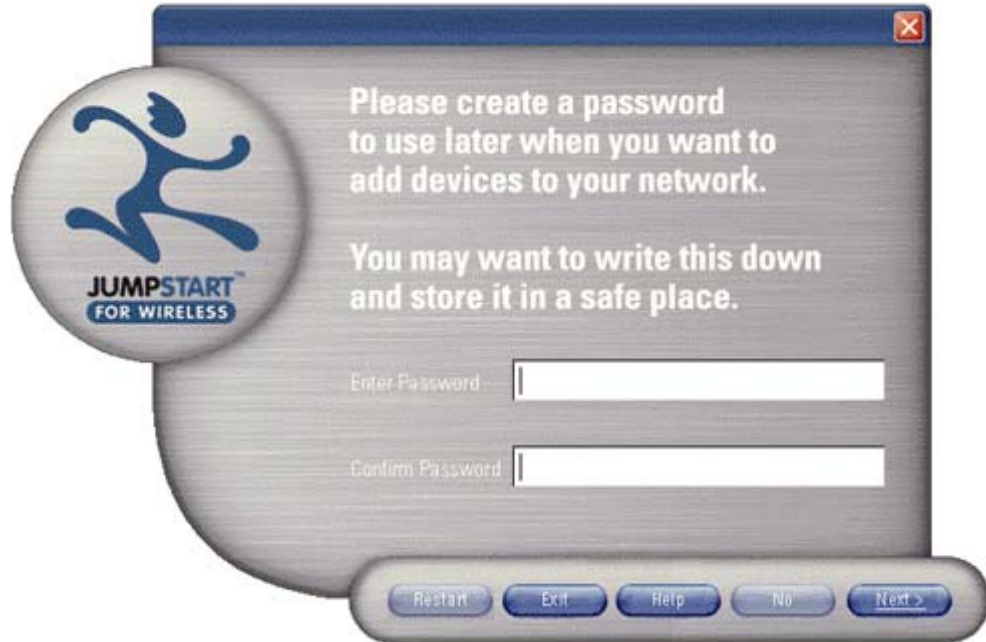 Please create a password
to use later when you want to
add devices to your network.
You may want to write this down
and store it in a safe place.
JUMPSTART™
FOR WIRELESS
Enter Password
Confirm Password
Restart
Exit
Help
No
Next >